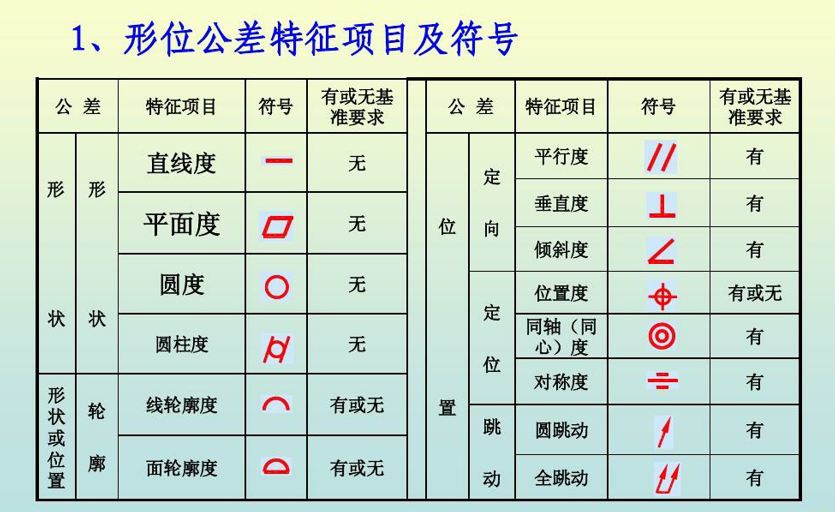 1、形位公差特征项目及符号
公 差 特征项目 符号 有或无基准要求 公 差 特征项目 符号 有或无基准要求
形状 形状 直线度 无
平面度 无
圆度 无
圆柱度 无
形状或位置 轮廓 线轮廓度 有或无
面轮廓度 有或无
位置 定向 平行度 有
垂直度 有
倾斜度 有
定位 位置度 有或无
同轴（同心）度 有
对称度 有
跳动 圆跳动 有
全跳动 有